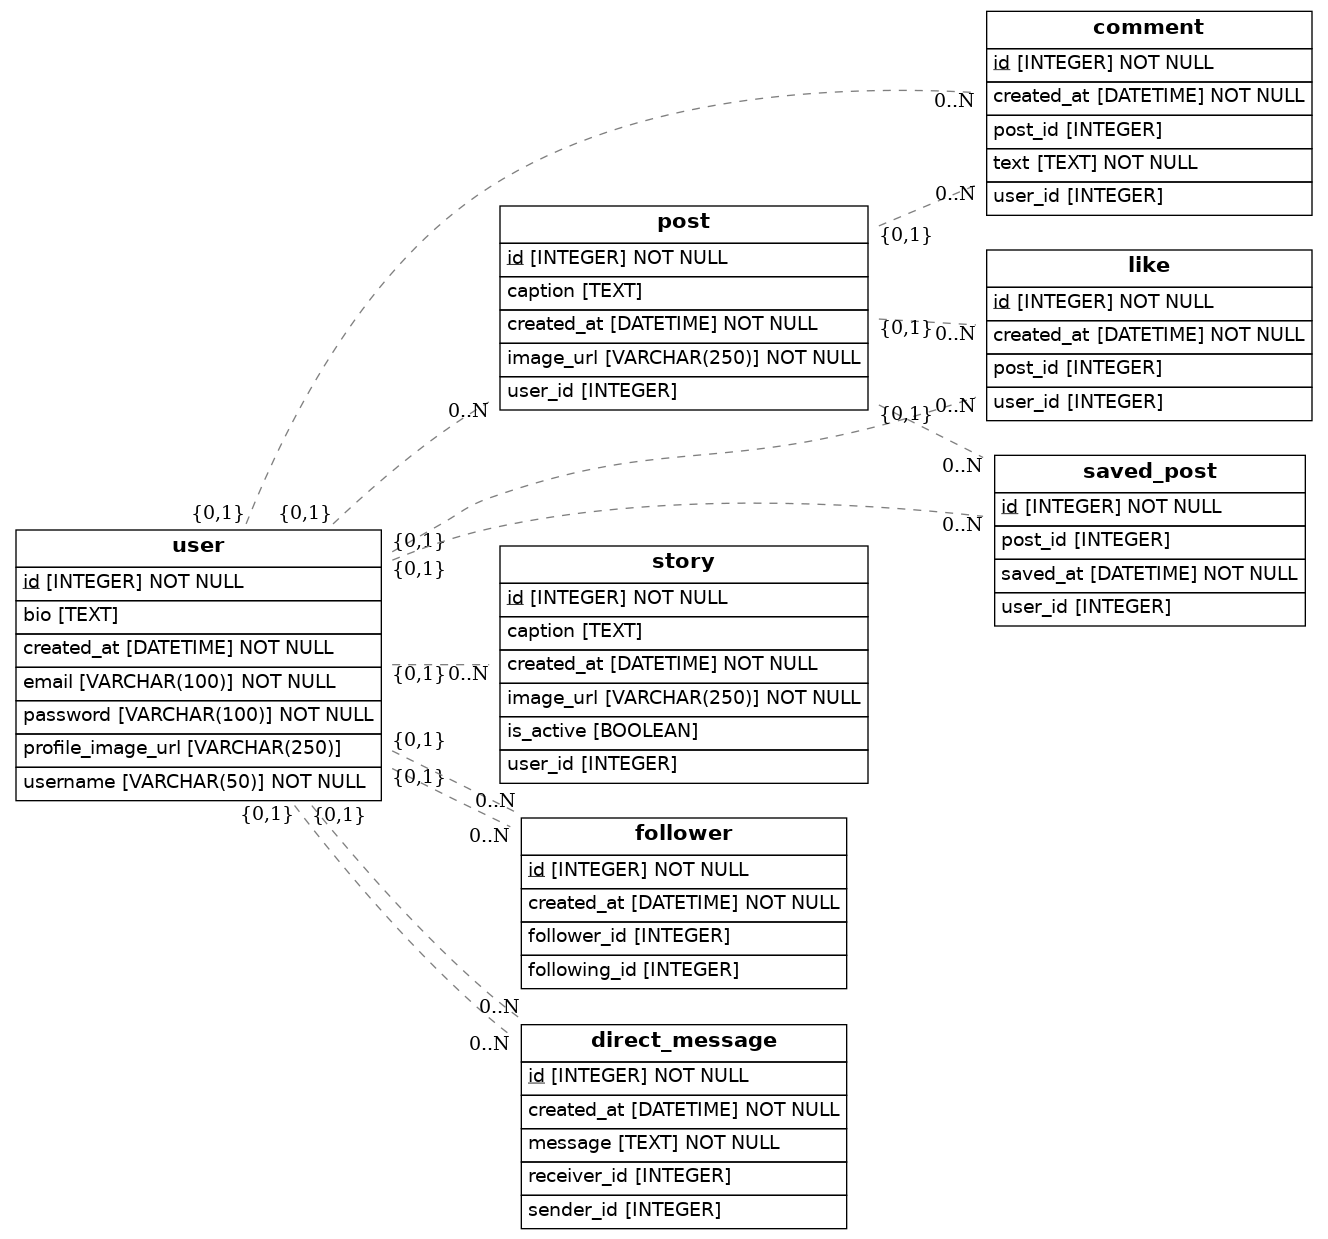 comment
id [INTEGER] NOT NULL
created_at [DATETIME] NOT NULL
post_id [INTEGER]
text [TEXT] NOT NULL
user_id [INTEGER]
0..N
0..N
post
id [INTEGER] NOT NULL
caption [TEXT]
created_at [DATETIME] NOT NULL
image_url [VARCHAR(250)] NOT NULL
user_id [INTEGER]
{0,1}
{0,1}
{0,1}
0..N
like
id [INTEGER] NOT NULL
created_at [DATETIME] NOT NULL
post_id [INTEGER]
user_id [INTEGER]
0..N
0..N
saved_post
id [INTEGER] NOT NULL
post_id [INTEGER]
saved_at [DATETIME] NOT NULL
user_id [INTEGER]
0..N
0..N
{0,1}
{0,1}
user
id [INTEGER] NOT NULL
bio [TEXT]
created_at [DATETIME] NOT NULL
email [VARCHAR(100)] NOT NULL
password [VARCHAR(100)] NOT NULL
profile_image_url [VARCHAR(250)]
username [VARCHAR(50)] NOT NULL
{0,1}
{0,1}
{0,1}
{0,1}
{0,1}
{0,1}
{0,1}
story
id [INTEGER] NOT NULL
caption [TEXT]
created_at [DATETIME] NOT NULL
image_url [VARCHAR(250)] NOT NULL
is_active [BOOLEAN]
user_id [INTEGER]
0..N
0..N
0..N
follower
id [INTEGER] NOT NULL
created_at [DATETIME] NOT NULL
follower_id [INTEGER]
following_id [INTEGER]
0..N
0..N
direct_message
id [INTEGER] NOT NULL
created_at [DATETIME] NOT NULL
message [TEXT] NOT NULL
receiver_id [INTEGER]
sender_id [INTEGER]